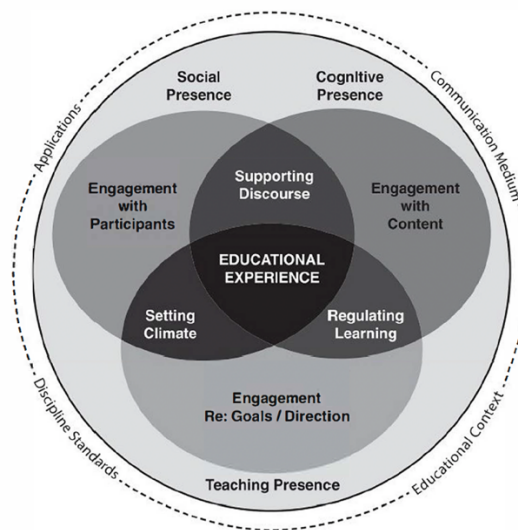 Social
Presence
CognItive
Presence
Applications
Communication Medium
Supporting
Discourse
Engagement
with
Participants
Engagement
with
Content
EDUCATIONAL
EXPERIENCE
Setting
Climate
Regulating
Learning
Engagement
Re: Goals / Direction
Teaching Presence
Discipline Standards
Educational Context